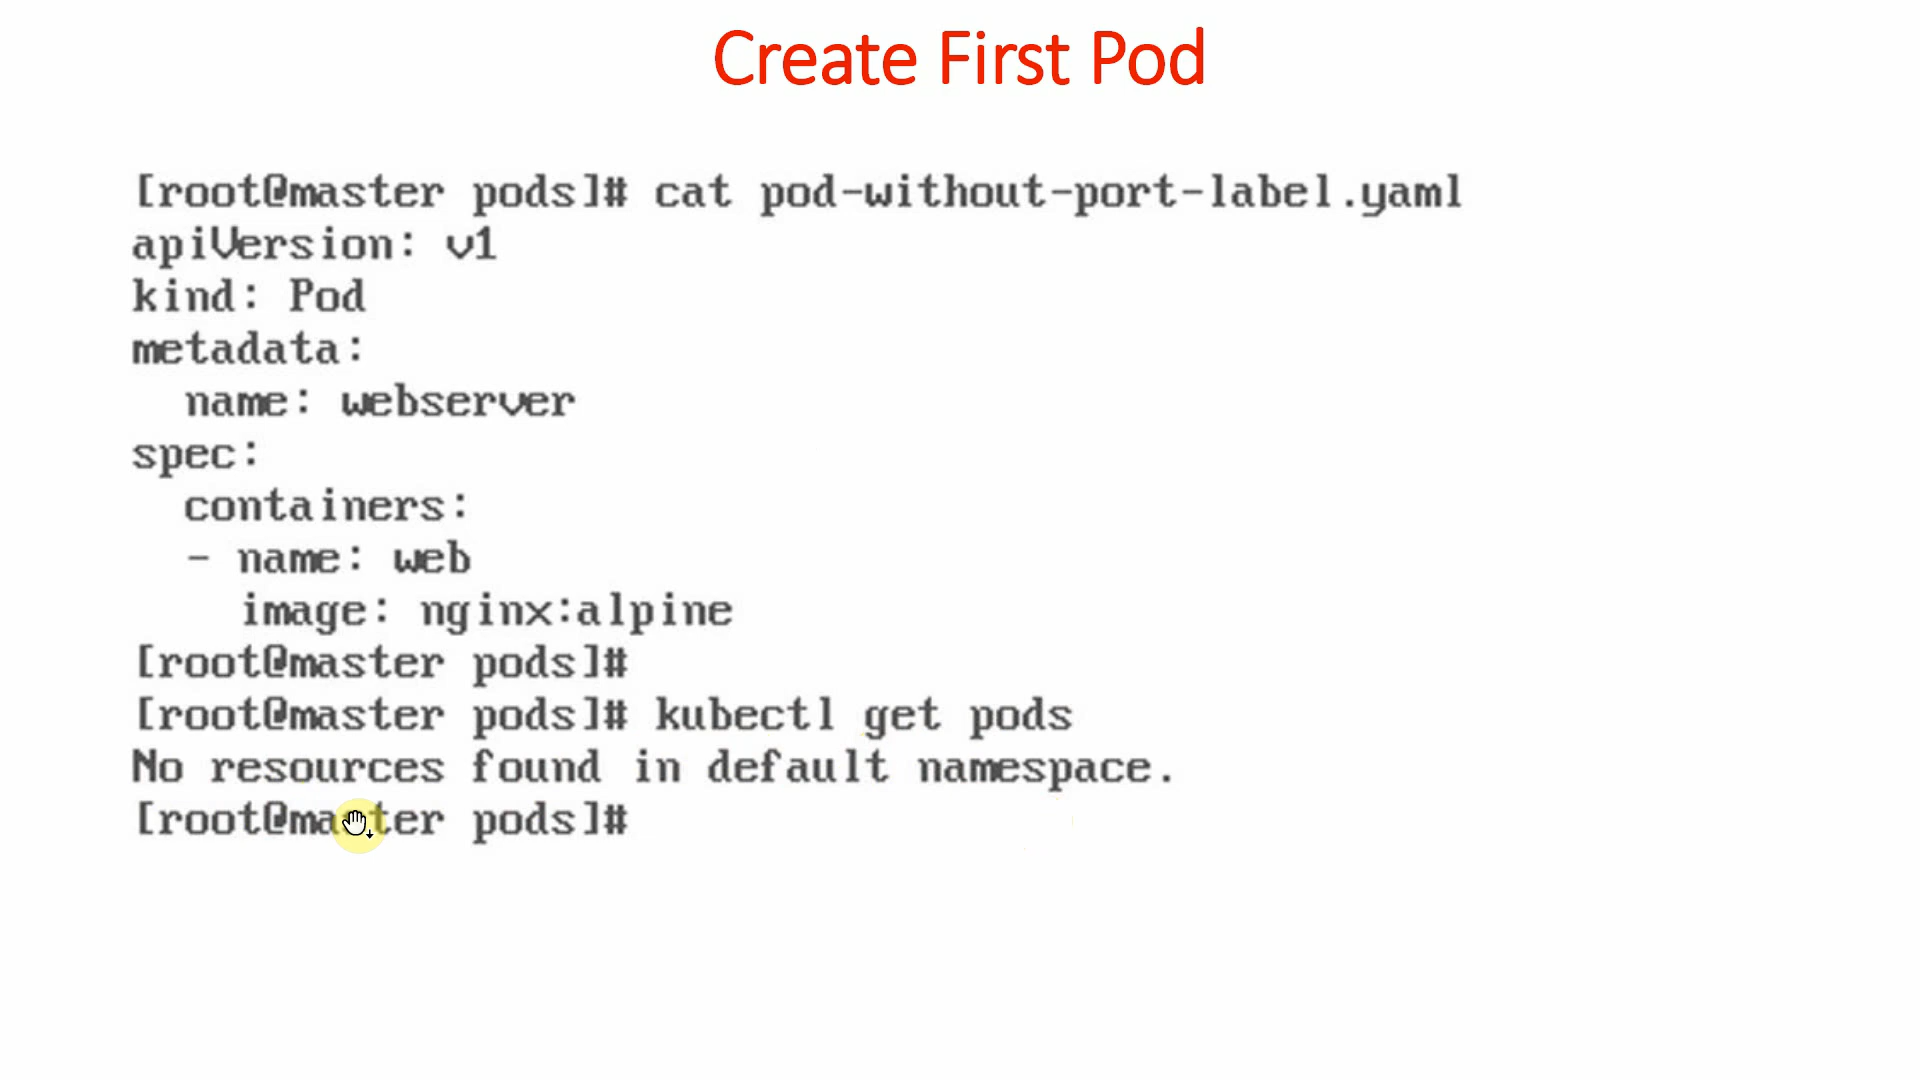 Create First Pod
[root@master pods]# cat pod-without-port-label.yaml
apiVersion: v1
kind: Pod
metadata:
  name: webserver
spec:
  containers:
  - name: web
    image: nginx:alpine
[root@master pods]#
[root@master pods]# kubectl get pods
No resources found in default namespace.
[root@master pods]#